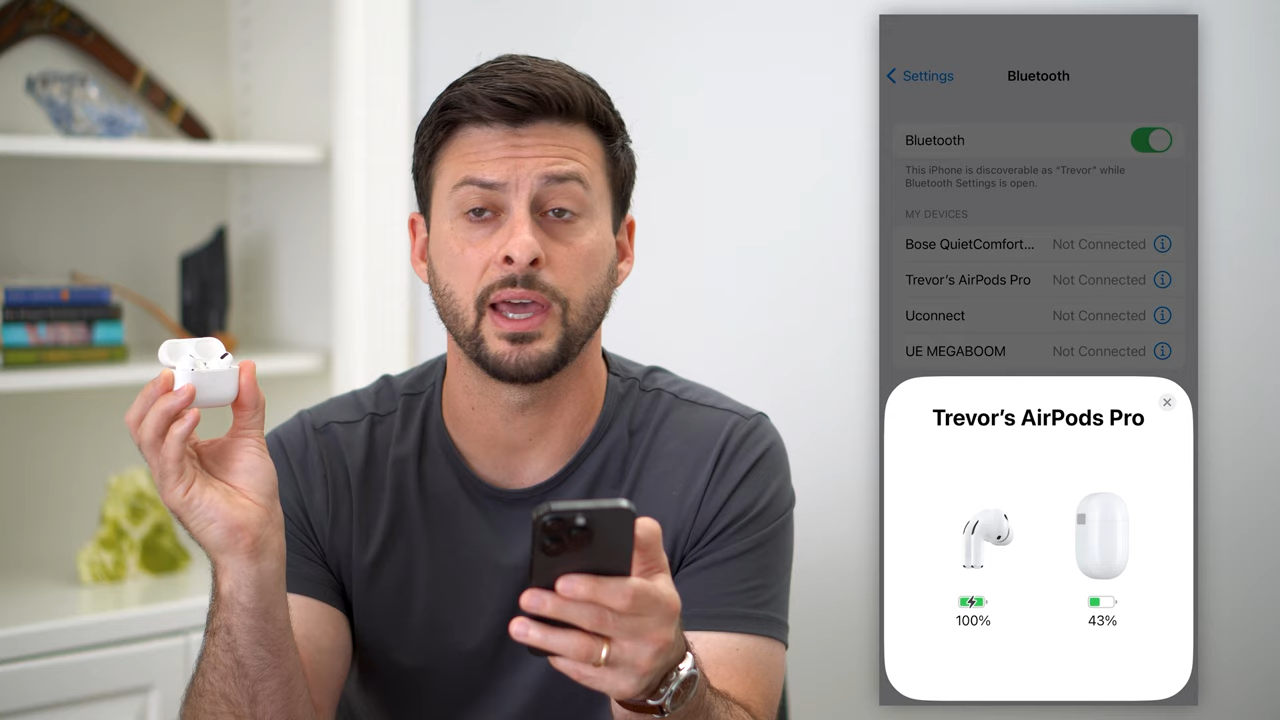 Settings
Bluetooth
Bluetooth
This iPhone is discoverable as “Trevor” while
Bluetooth Settings is open.
MY DEVICES
Bose QuietComfort... Not Connected
Trevor’s AirPods Pro Not Connected
Uconnect Not Connected
UE MEGABOOM Not Connected
Trevor’s AirPods Pro
100%
43%